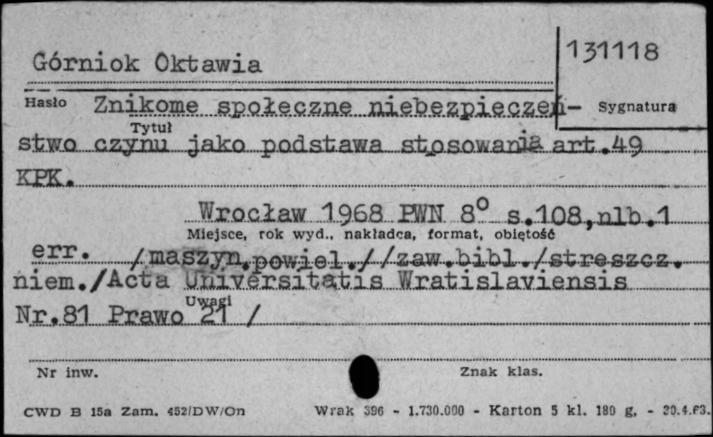 Górniok Oktawia
131118
Hasło Znikome społeczne niebezpieczeń- Sygnatura
Tytuł
stwo czynu jako podstawa stosowania art.49
KPK.
Wrocław 1968 PWN 8° s.108,nlb.1
Miejsce, rok wyd., nakładca, format, objętość
err. /maszyn.powiel.//zaw.bibl./streszcz.
niem./Acta Universitatis Wratislaviensis
Uwagi
Nr.81 Prawo 21 /
Nr inw. Znak klas.
CWD B 15a Zam. 452/DW/On Wrak 396 - 1.730.000 - Karton 5 kl. 180 g. - 20.4.63.